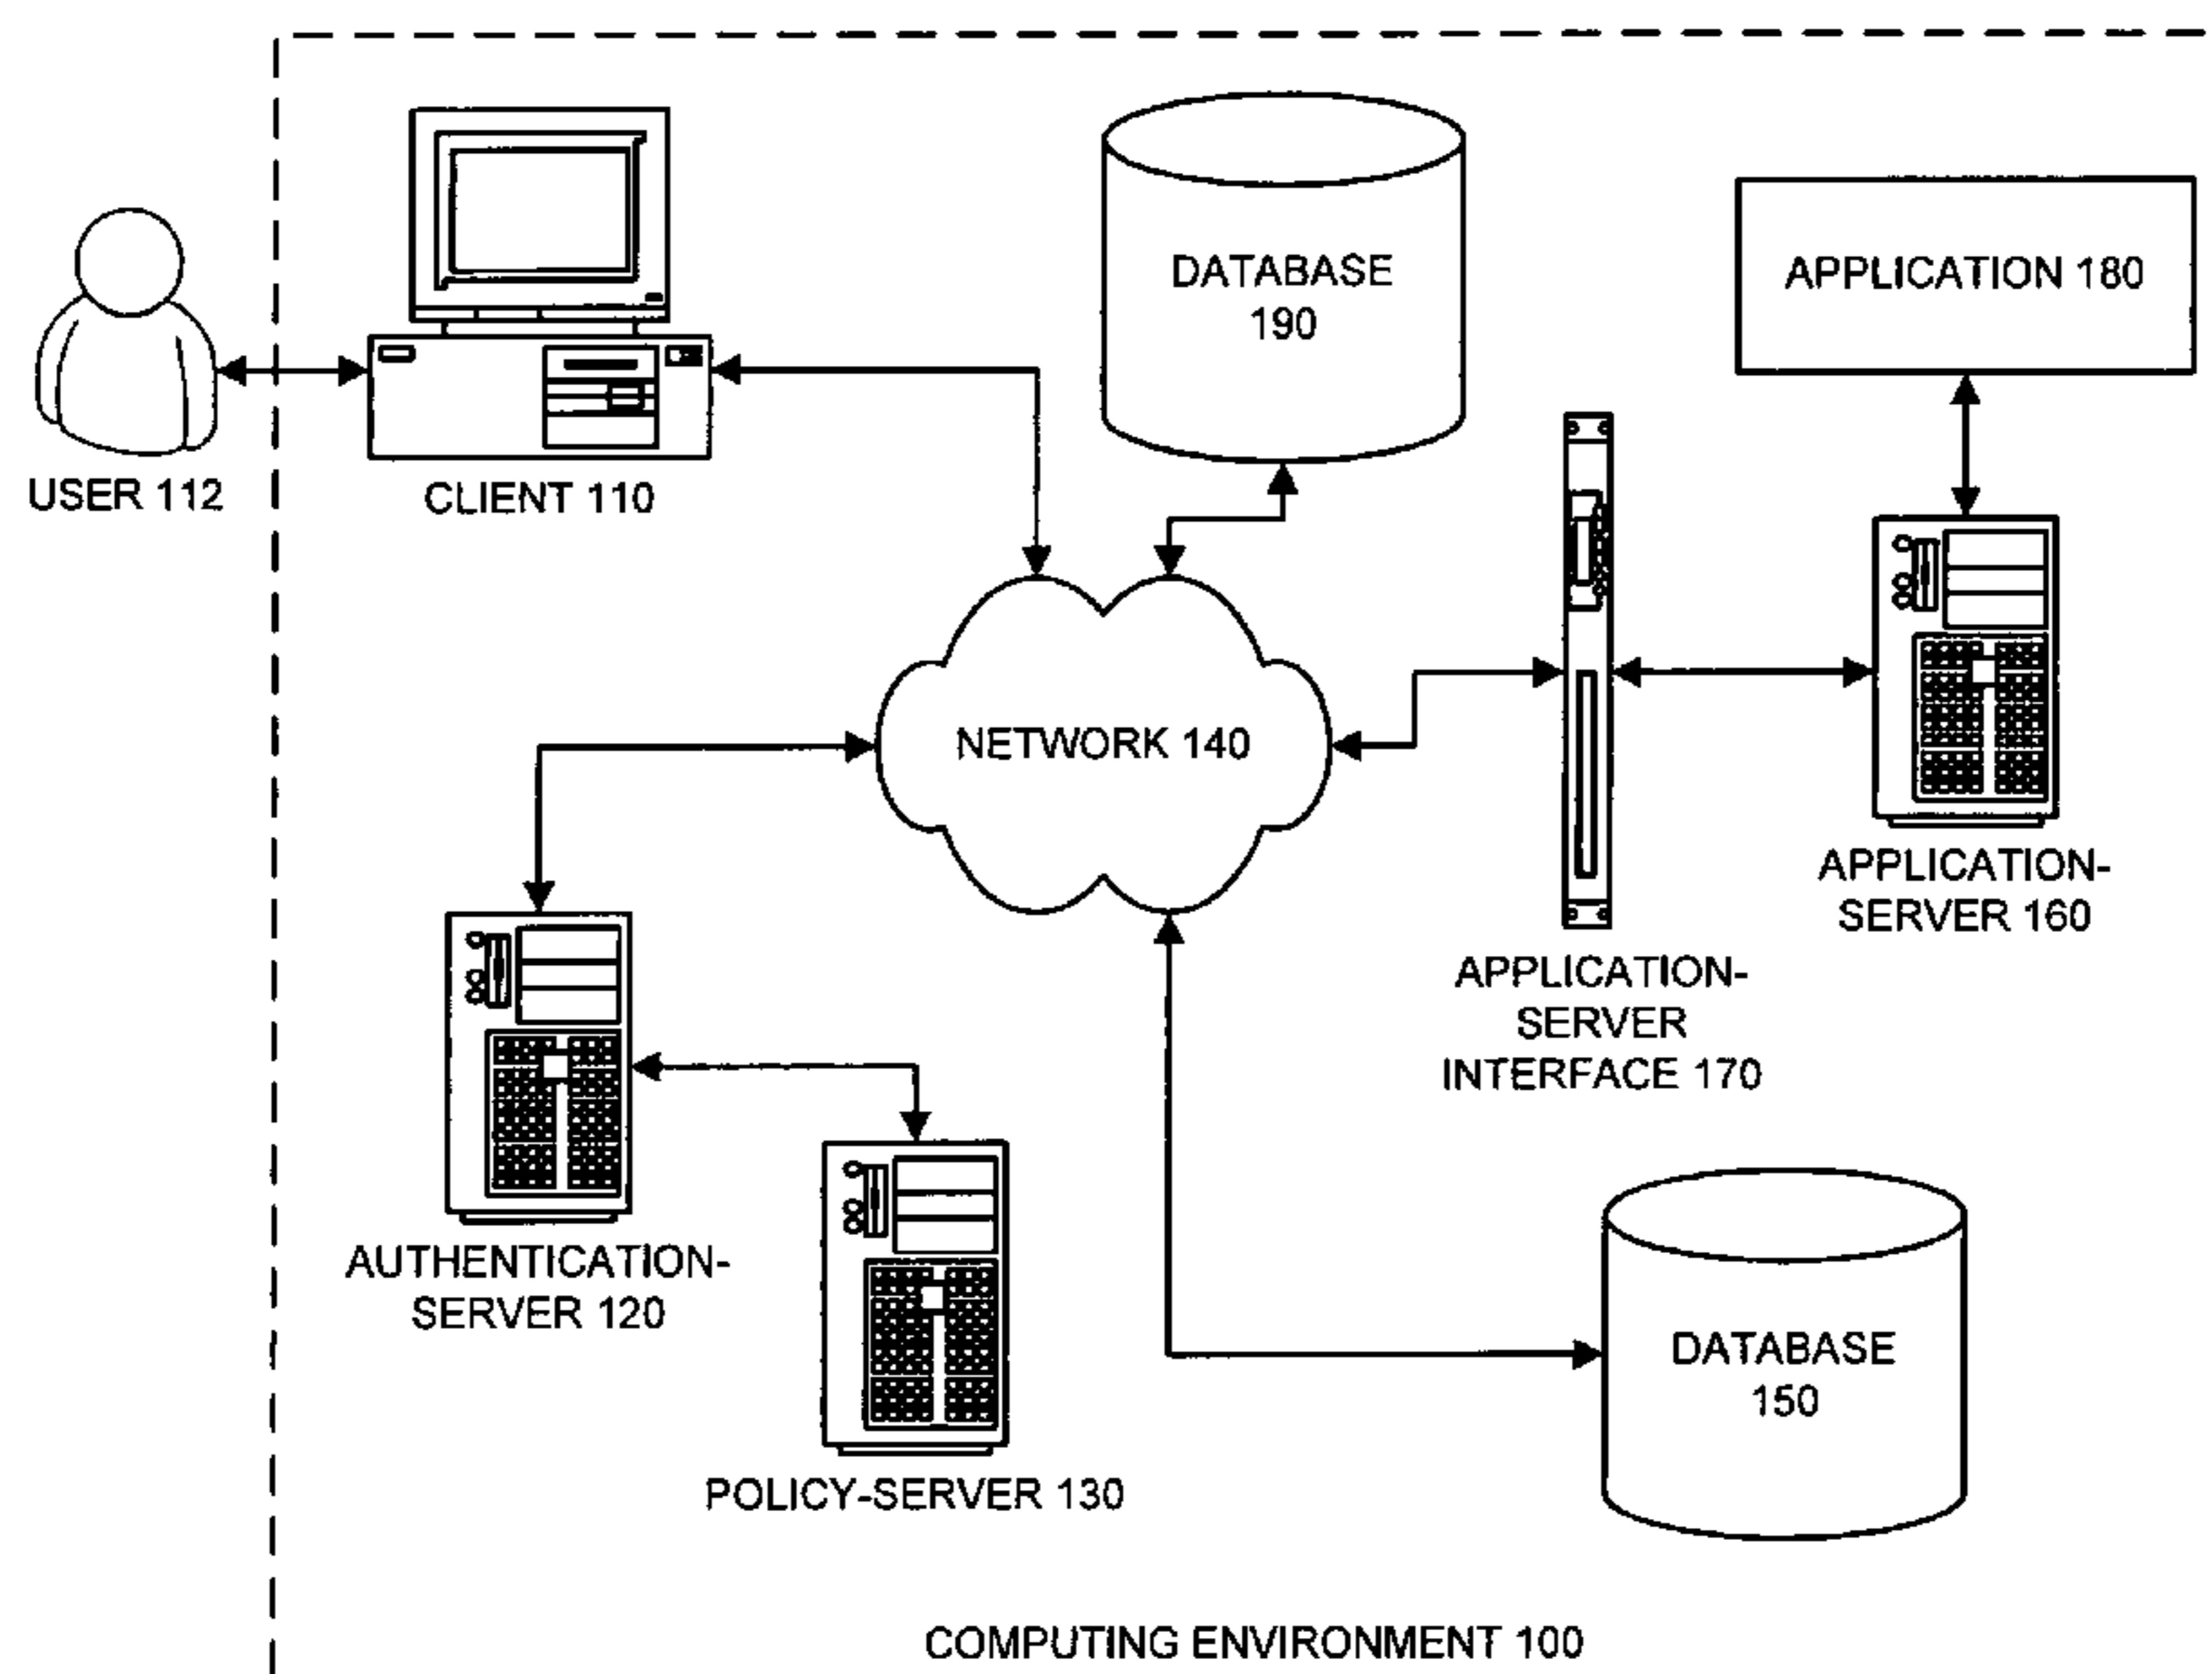 DATABASE
190
APPLICATION 180
USER 112
CLIENT 110
NETWORK 140
APPLICATION-
SERVER 160
APPLICATION-
SERVER
INTERFACE 170
AUTHENTICATION-
SERVER 120
DATABASE
150
POLICY-SERVER 130
COMPUTING ENVIRONMENT 100